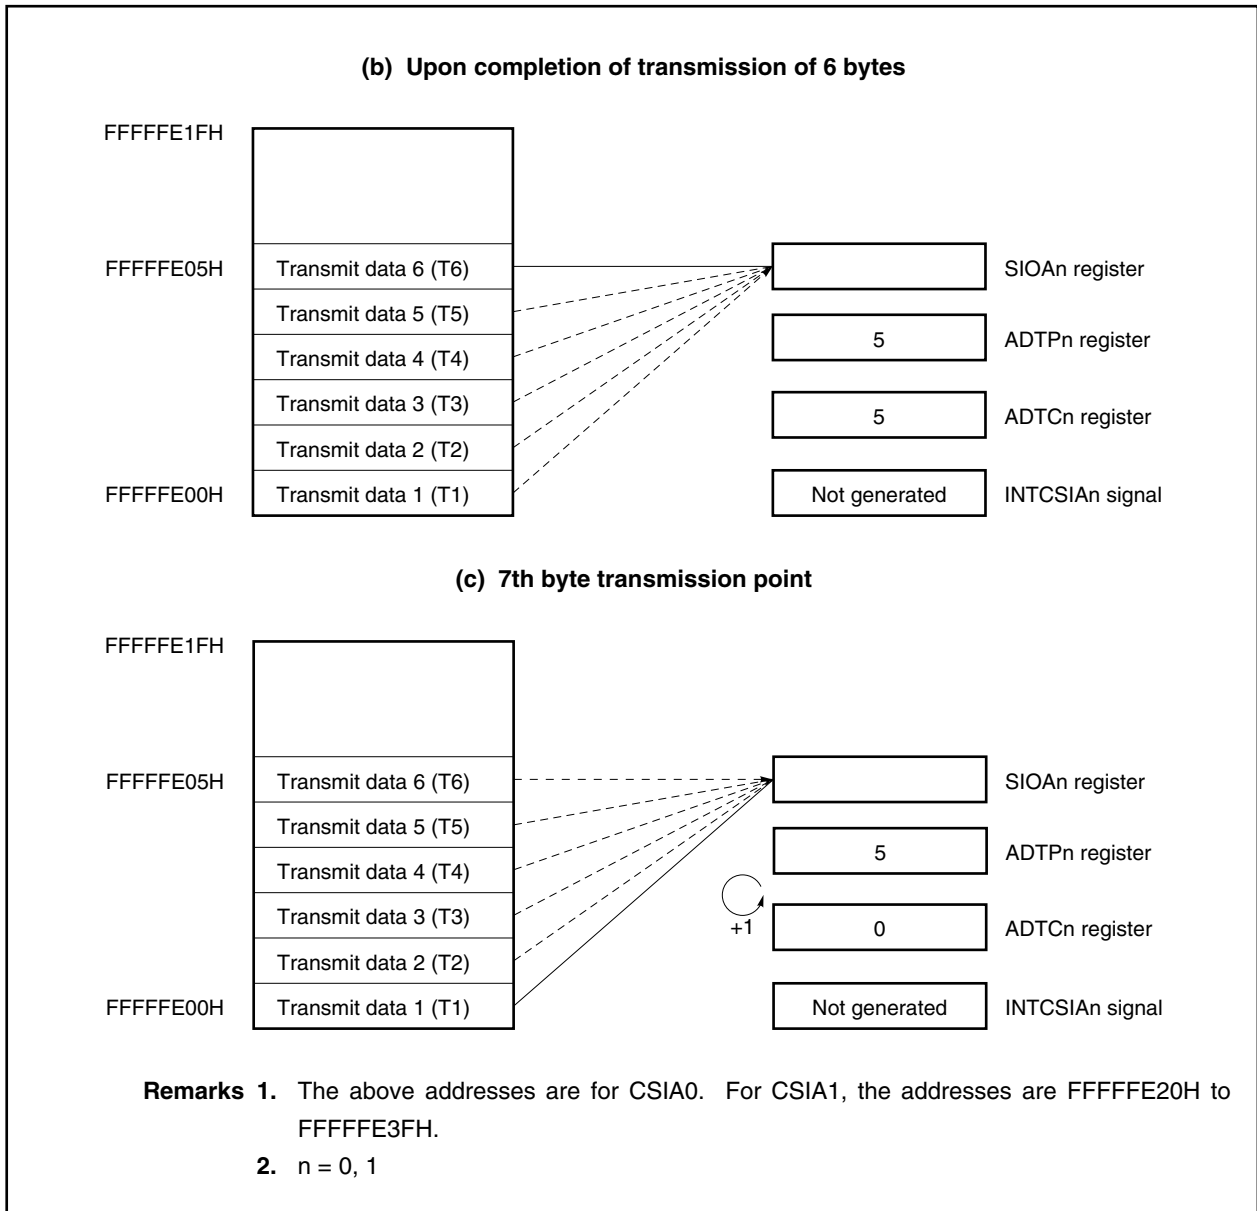 (b) Upon completion of transmission of 6 bytes
FFFFFE1FH
FFFFFE05H Transmit data 6 (T6) SIOAn register
Transmit data 5 (T5)
5 ADTPn register
Transmit data 4 (T4)
Transmit data 3 (T3)
5 ADTCn register
Transmit data 2 (T2)
FFFFFE00H Transmit data 1 (T1) Not generated INTCSIAn signal
(c) 7th byte transmission point
FFFFFE1FH
FFFFFE05H Transmit data 6 (T6) SIOAn register
Transmit data 5 (T5)
5 ADTPn register
Transmit data 4 (T4)
Transmit data 3 (T3)
+1 0 ADTCn register
Transmit data 2 (T2)
FFFFFE00H Transmit data 1 (T1) Not generated INTCSIAn signal
Remarks 1. The above addresses are for CSIA0. For CSIA1, the addresses are FFFFFE20H to
FFFFFE3FH.
2. n = 0, 1